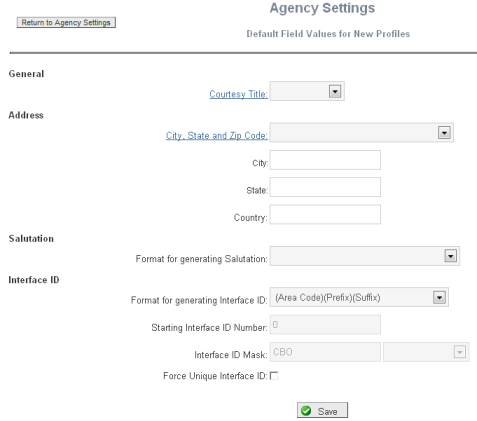 Agency Settings
Return to Agency Settings
Default Field Values for New Profiles
General
Courtesy Title:
Address
City, State and Zip Code:
City:
State:
Country:
Salutation
Format for generating Salutation:
Interface ID
Format for generating Interface ID: (Area Code)(Prefix)(Suffix)
Starting Interface ID Number: 0
Interface ID Mask: CBO
Force Unique Interface ID:
Save